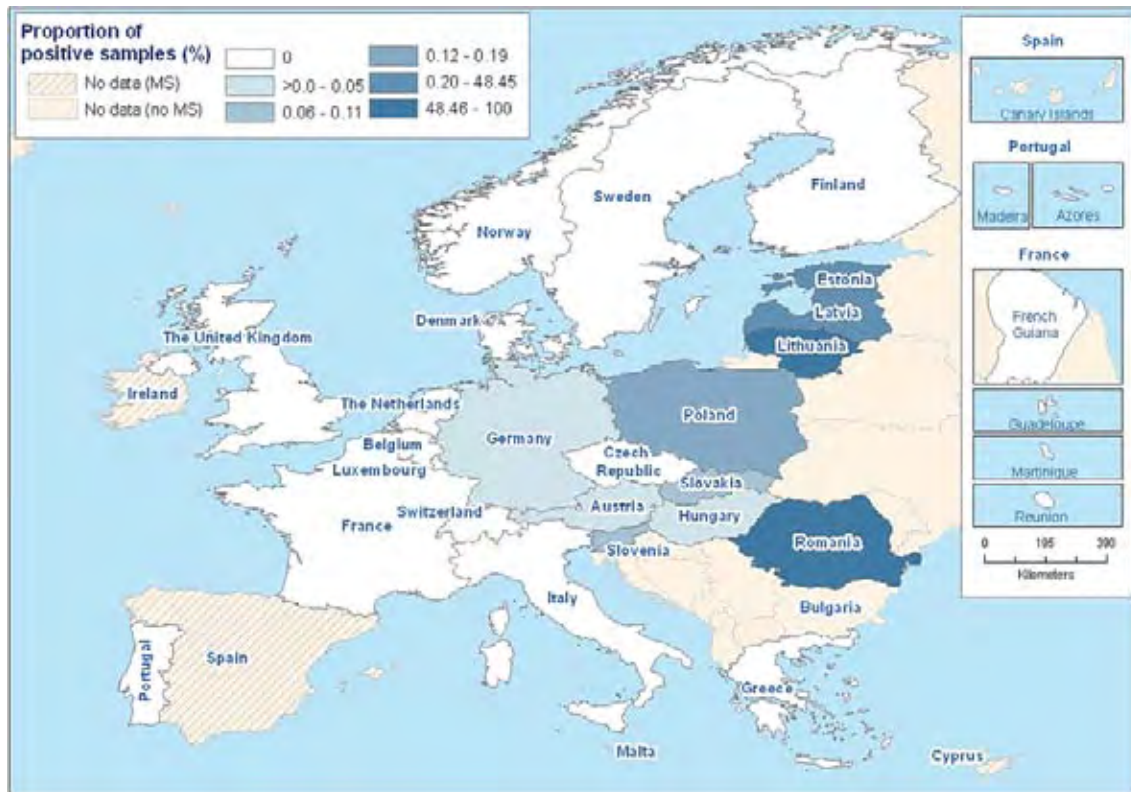 Proportion of
positive samples (%)
No data (MS)
No data (no MS)
0
>0.0 - 0.05
0.06 - 0.11
0.12 - 0.19
0.20 - 48.45
48.46 - 100
Spain
Canary Islands
Portugal
Madeira
Azores
France
French
Guiana
Guadeloupe
Martinique
Reunion
0 195 390
Kilometers
Finland
Sweden
Norway
Estonia
Latvia
Lithuania
Denmark
The United Kingdom
Ireland
The Netherlands
Poland
Germany
Belgium
Czech
Republic
Luxembourg
Slovakia
Austria
Switzerland
Hungary
France
Romania
Slovenia
Italy
Bulgaria
Spain
Portugal
Greece
Malta
Cyprus